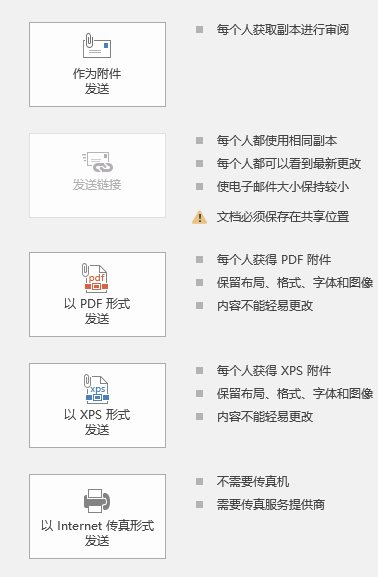 作为附件
发送
每个人获取副本进行审阅
发送链接
每个人都使用相同副本
每个人都可以看到最新更改
使电子邮件大小保持较小
文档必须保存在共享位置
pdf
以 PDF 形式
发送
每个人获得 PDF 附件
保留布局、格式、字体和图像
内容不能轻易更改
xps
以 XPS 形式
发送
每个人获得 XPS 附件
保留布局、格式、字体和图像
内容不能轻易更改
以 Internet 传真形式
发送
不需要传真机
需要传真服务提供商